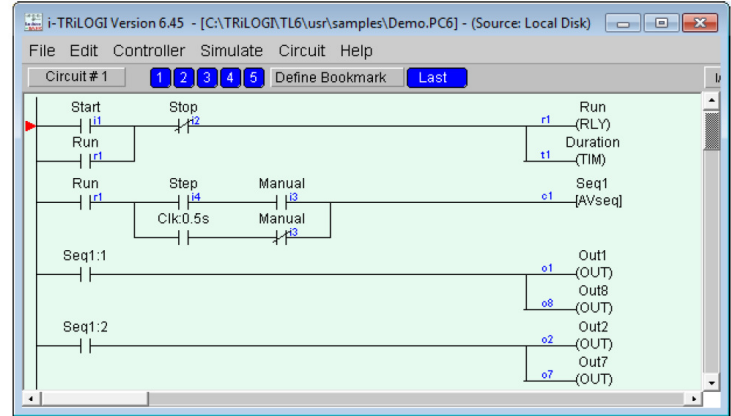 i-TRiLOGI Version 6.45 - [C:\TRiLOGI\TL6\usr\samples\Demo.PC6] - (Source: Local Disk)
File Edit Controller Simulate Circuit Help
Circuit # 1 1 2 3 4 5 Define Bookmark Last
Start Stop Run
i1 i2 r1 (RLY)
Run Duration
r1 t1 (TIM)
Run Step Manual Seq1
r1 i4 i3 c1 [AVseq]
Clk:0.5s Manual
i3
Seq1:1 Out1
o1 (OUT)
Out8
o8 (OUT)
Seq1:2 Out2
o2 (OUT)
Out7
o7 (OUT)